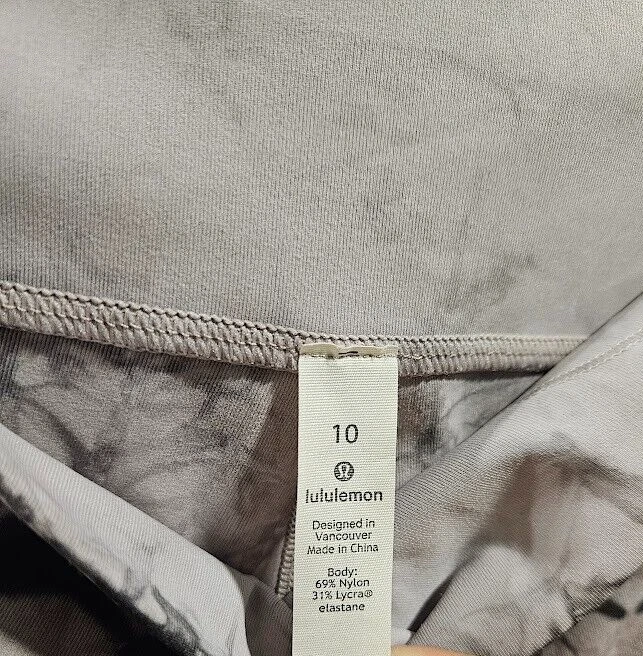 10
lululemon
Designed in
Vancouver
Made in China
Body:
69% Nylon
31% Lycra®
elastane